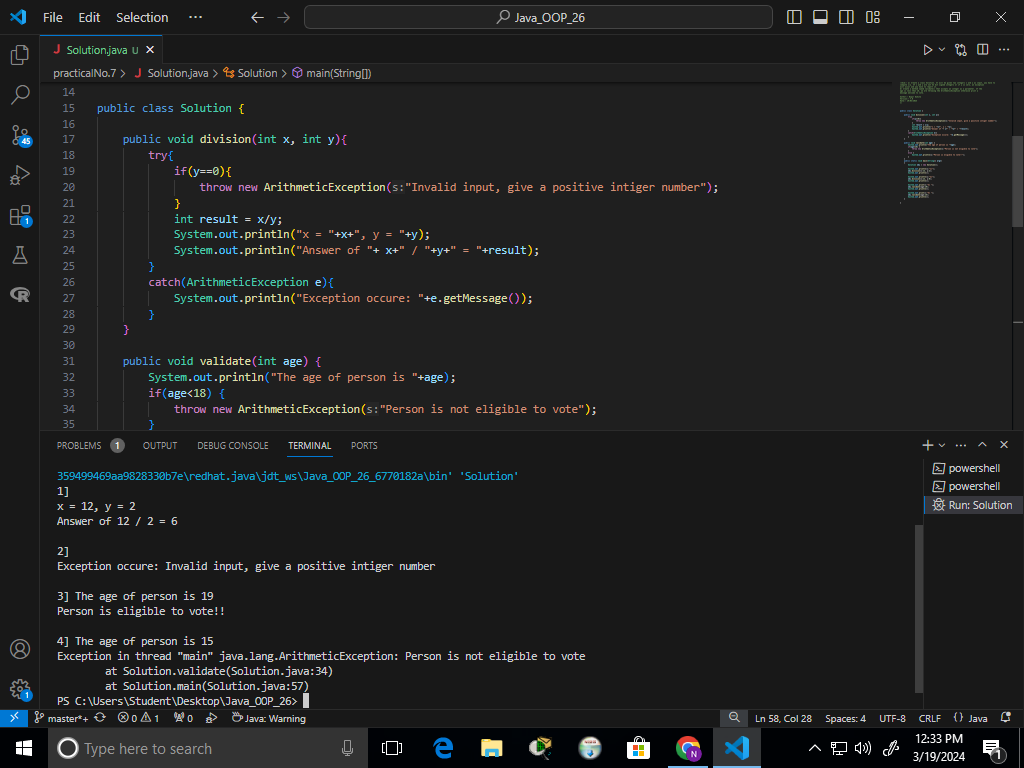 File Edit Selection ··· Java_OOP_26
Solution.java U
practicalNo.7 > J Solution.java > Solution > main(String[])
14
15 public class Solution {
16
17 public void division(int x, int y){
18 try{
19 if(y==0){
20 throw new ArithmeticException(s:"Invalid input, give a positive intiger number");
21 }
22 int result = x/y;
23 System.out.println("x = "+x+", y = "+y);
24 System.out.println("Answer of "+ x+" / "+y+" = "+result);
25 }
26 catch(ArithmeticException e){
27 System.out.println("Exception occure: "+e.getMessage());
28 }
29 }
30
31 public void validate(int age) {
32 System.out.println("The age of person is "+age);
33 if(age<18) {
34 throw new ArithmeticException(s:"Person is not eligible to vote");
35 }
PROBLEMS 1 OUTPUT DEBUG CONSOLE TERMINAL PORTS
359499469aa9828330b7e\redhat.java\jdt_ws\Java_OOP_26_6770182a\bin' 'Solution'
1]
x = 12, y = 2
Answer of 12 / 2 = 6
2]
Exception occure: Invalid input, give a positive intiger number
3] The age of person is 19
Person is eligible to vote!!
4] The age of person is 15
Exception in thread "main" java.lang.ArithmeticException: Person is not eligible to vote
at Solution.validate(Solution.java:34)
at Solution.main(Solution.java:57)
PS C:\Users\Student\Desktop\Java_OOP_26>
powershell
powershell
Run: Solution
45
1
R
1
master*+ 0 1 0 Java: Warning Ln 58, Col 28 Spaces: 4 UTF-8 CRLF {} Java
Type here to search
N
12:33 PM
3/19/2024
1